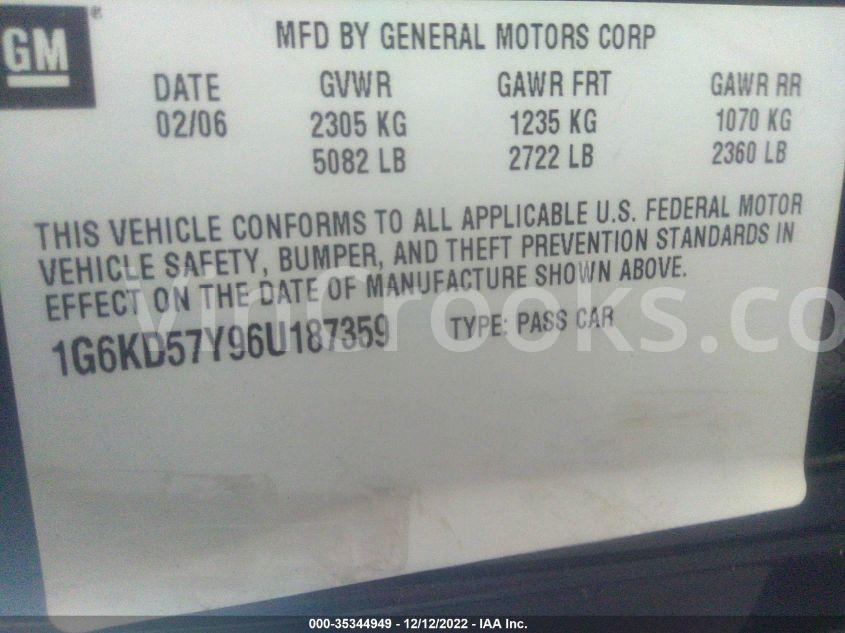 GM®
MFD BY GENERAL MOTORS CORP
DATE GVWR GAWR FRT GAWR RR
02/06 2305 KG 1235 KG 1070 KG
5082 LB 2722 LB 2360 LB
THIS VEHICLE CONFORMS TO ALL APPLICABLE U.S. FEDERAL MOTOR
VEHICLE SAFETY, BUMPER, AND THEFT PREVENTION STANDARDS IN
EFFECT ON THE DATE OF MANUFACTURE SHOWN ABOVE.
1G6KD57Y96U187359 TYPE: PASS CAR
VinCrooks.com
000-35344949 - 12/12/2022 - IAA Inc.